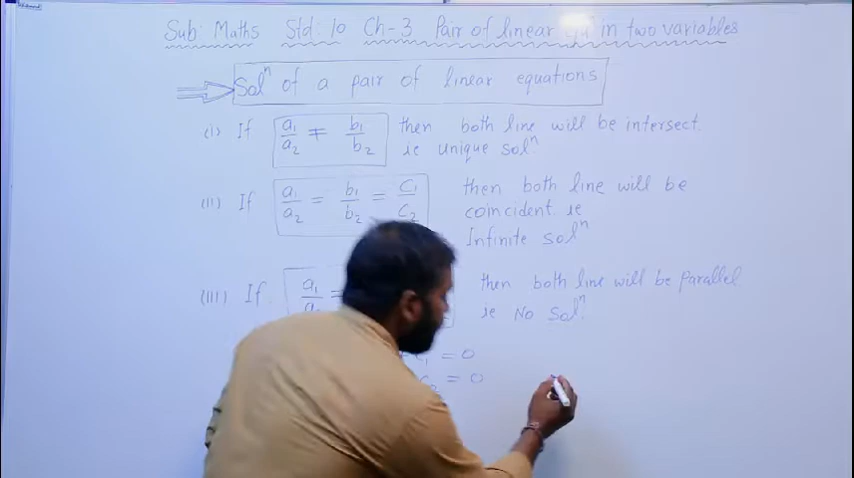 Sub: Maths Std: 10 Ch-3 Pair of linear in two variables
Solⁿ of a pair of linear equations
(i) If a₁/a₂ ≠ b₁/b₂ then both line will be intersect.
ie unique solⁿ.
(ii) If a₁/a₂ = b₁/b₂ = c₁/c₂ then both line will be
coincident ie
Infinite solⁿ
(iii) If a₁ then both line will be parallel
ie No Solⁿ.
= 0
c₂ = 0